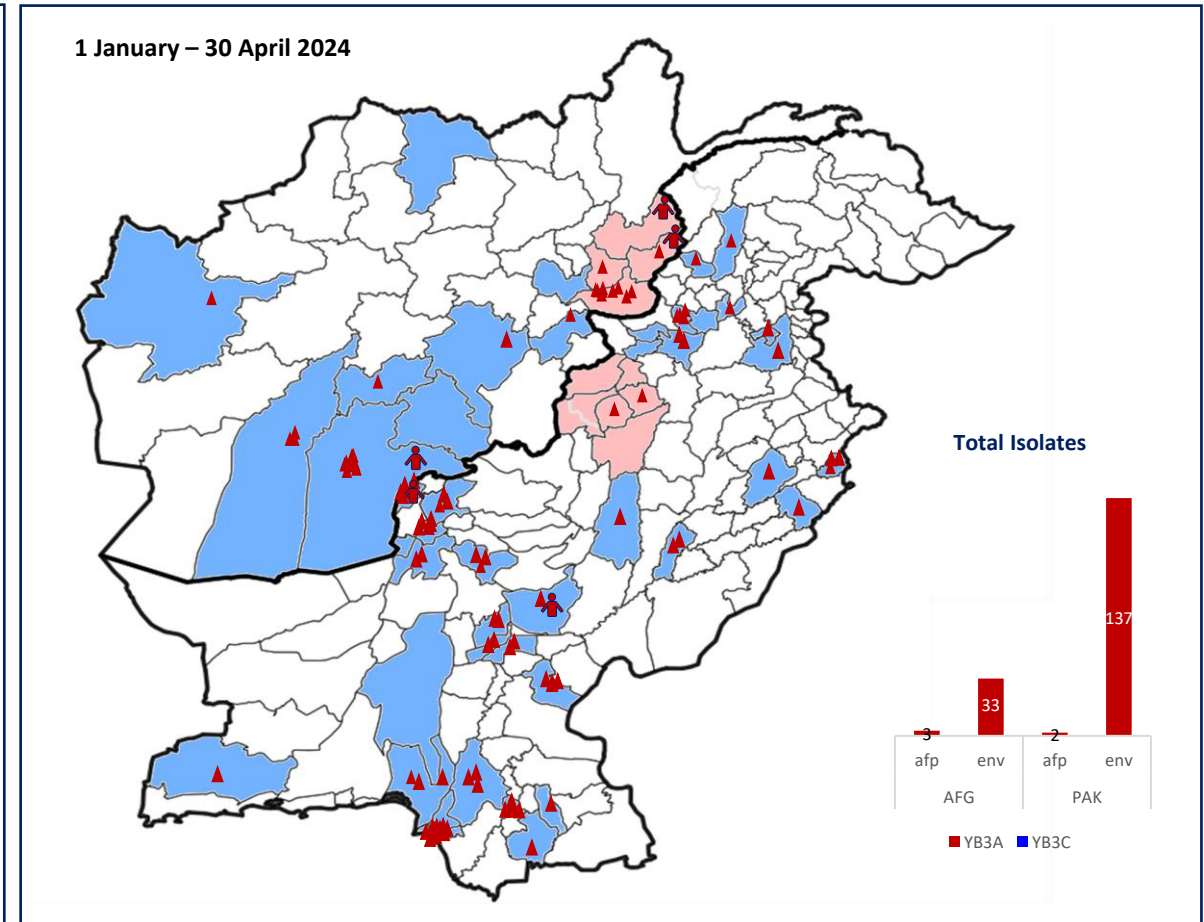 1 January – 30 April 2024
Total Isolates
137
33
3
2
afp env afp env
AFG PAK
YB3A YB3C